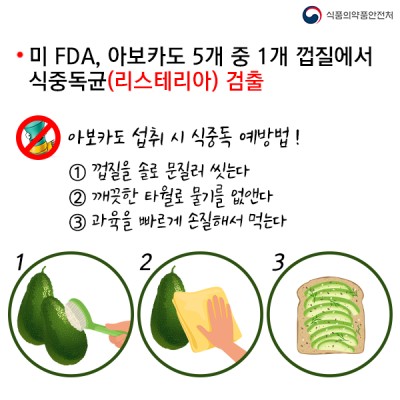 식품의약품안전처
• 미 FDA, 아보카도 5개 중 1개 껍질에서
식중독균(리스테리아) 검출
아보카도 섭취 시 식중독 예방법 !
① 껍질을 솔로 문질러 씻는다
② 깨끗한 타월로 물기를 없앤다
③ 과육을 빠르게 손질해서 먹는다
1 2 3